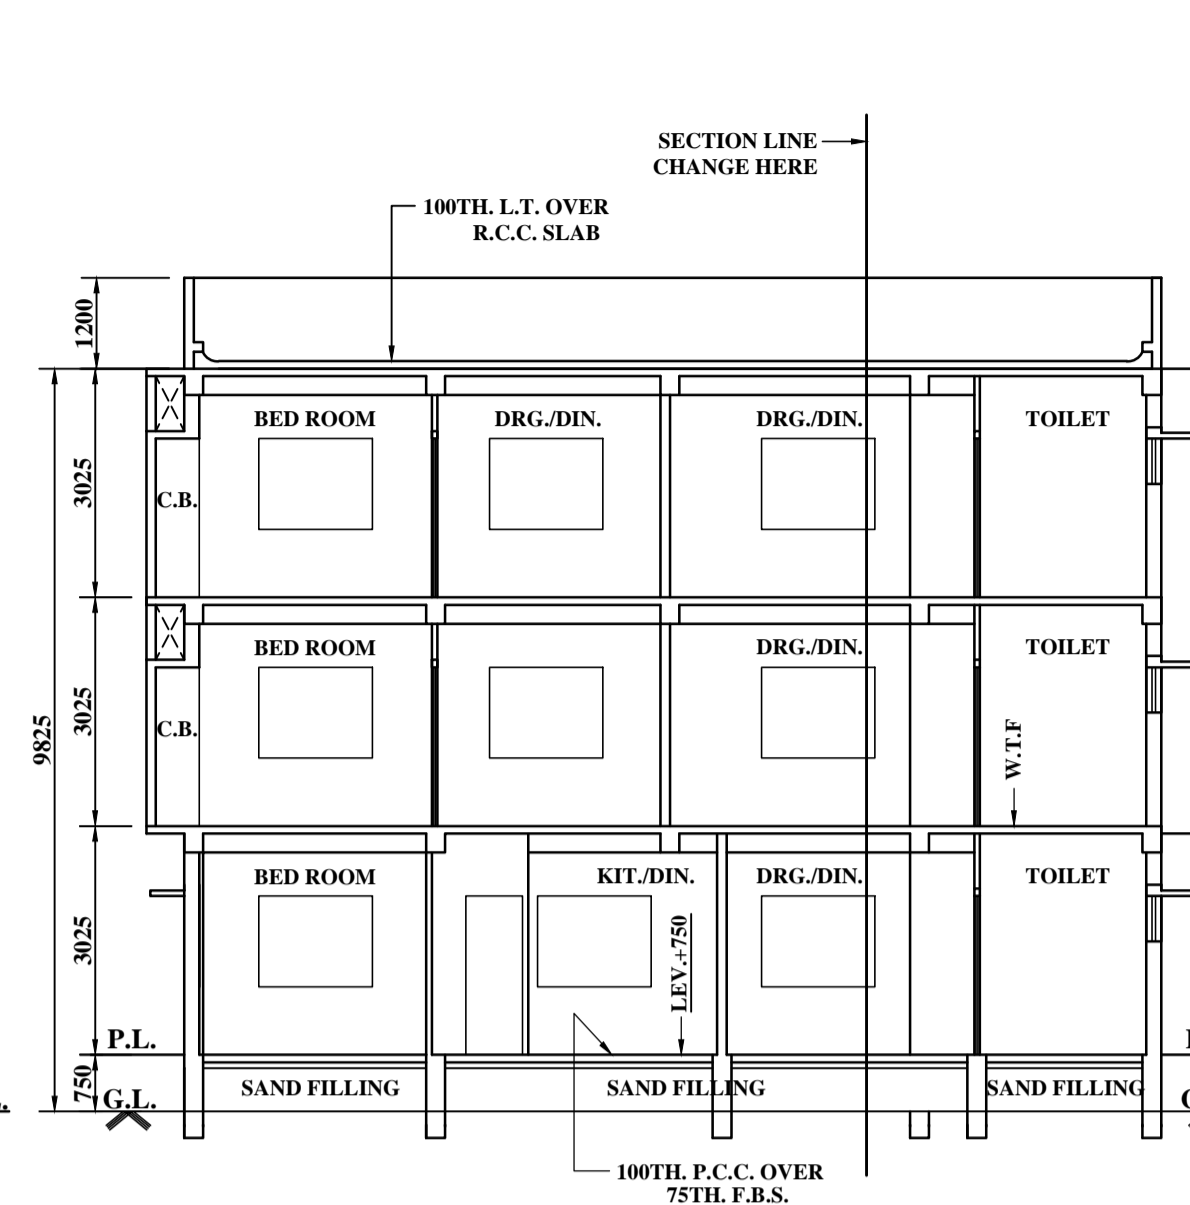 SECTION LINE
CHANGE HERE
100TH. L.T. OVER
R.C.C. SLAB
1200
BED ROOM
DRG./DIN.
DRG./DIN.
TOILET
3025
C.B.
BED ROOM
DRG./DIN.
TOILET
3025
C.B.
9825
W.T.F
BED ROOM
KIT./DIN.
DRG./DIN.
TOILET
3025
LEV.+750
P.L.
750
SAND FILLING
SAND FILLING
SAND FILLING
G.L.
100TH. P.C.C. OVER
75TH. F.B.S.